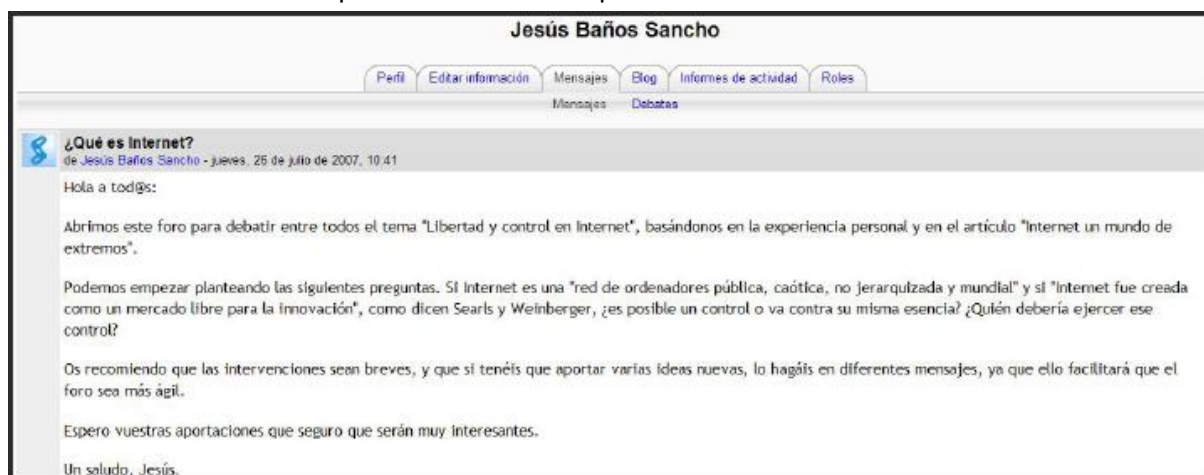 Jesús Baños Sancho
Perfil Editar información Mensajes Blog Informes de actividad Roles
Mensajes Debates
¿Qué es Internet?
de Jesús Baños Sancho - jueves, 26 de julio de 2007, 10:41
Hola a tod@s:
Abrimos este foro para debatir entre todos el tema "Libertad y control en Internet", basándonos en la experiencia personal y en el artículo "Internet un mundo de
extremos".
Podemos empezar planteando las siguientes preguntas. Si Internet es una "red de ordenadores pública, caótica, no jerarquizada y mundial" y si "Internet fue creada
como un mercado libre para la innovación", como dicen Searls y Weinberger, ¿es posible un control o va contra su misma esencia? ¿Quién debería ejercer ese
control?
Os recomiendo que las intervenciones sean breves, y que si tenéis que aportar varias ideas nuevas, lo hagáis en diferentes mensajes, ya que ello facilitará que el
foro sea más ágil.
Espero vuestras aportaciones que seguro que serán muy interesantes.
Un saludo, Jesús.